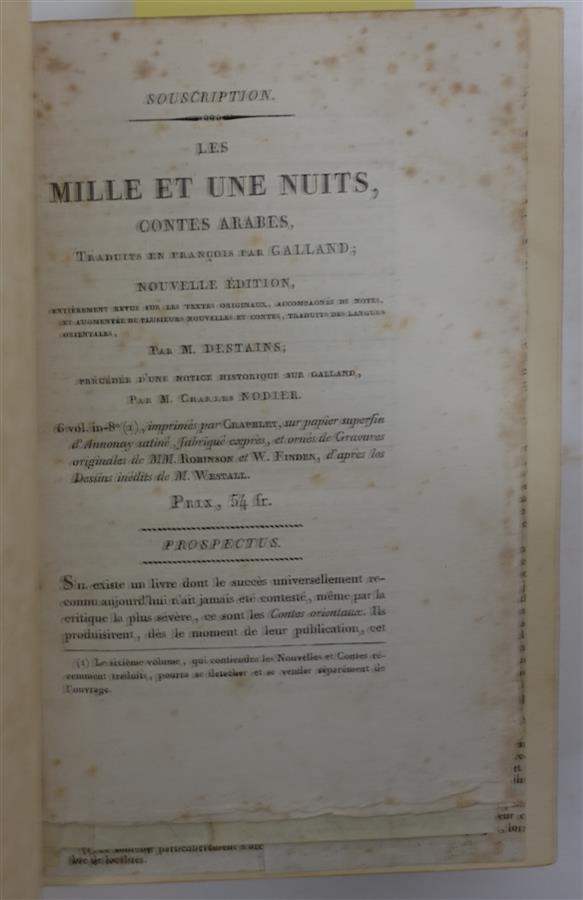 SOUSCRIPTION.
LES
MILLE ET UNE NUITS,
CONTES ARABES,
TRADUITS EN FRANÇOIS PAR GALLAND;
NOUVELLE ÉDITION,
ENTIÈREMENT REVUE SUR LES TEXTES ORIGINAUX, ACCOMPAGNÉE DE NOTES,
ET AUGMENTÉE DE PLUSIEURS NOUVELLES ET CONTES, TRADUITS DES LANGUES
ORIENTALES,
PAR M. DESTAINS;
PRÉCÉDÉE D'UNE NOTICE HISTORIQUE SUR GALLAND,
PAR M. CHARLES NODIER.
6 vol. in-8° (1), imprimés par CRAPELET, sur papier superfin
d'Annonay satiné, fabriqué exprès, et ornés de Gravures
originales de MM. ROBINSON et W. FINDEN, d'après les
Dessins inédits de M. WESTALL.
PRIX, 54 fr.
PROSPECTUS.
S'IL existe un livre dont le succès universellement re-
connu aujourd'hui n'ait jamais été contesté, même par la
critique la plus sévère, ce sont les Contes orientaux. Ils
produisirent, dès le moment de leur publication, cet
(1) Le sixième volume, qui contiendra les Nouvelles et Contes ré-
cemment traduits, pourra se détacher et se vendre séparément de
l'ouvrage.